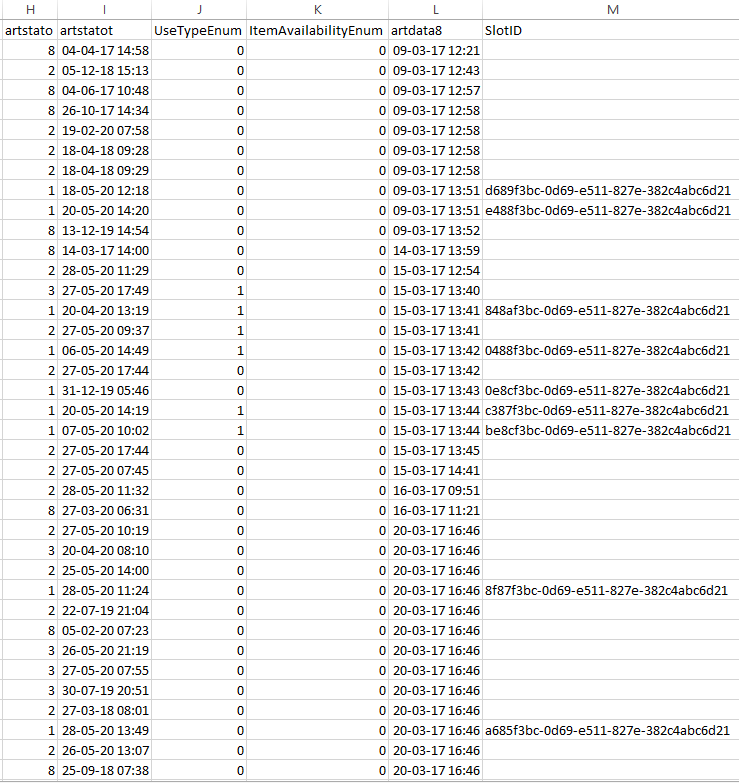 H I J K L M
artstato artstatot UseTypeEnum ItemAvailabilityEnum artdata8 SlotID
8 04-04-17 14:58 0 0 09-03-17 12:21
2 05-12-18 15:13 0 0 09-03-17 12:43
8 04-06-17 10:48 0 0 09-03-17 12:57
8 26-10-17 14:34 0 0 09-03-17 12:58
2 19-02-20 07:58 0 0 09-03-17 12:58
2 18-04-18 09:28 0 0 09-03-17 12:58
2 18-04-18 09:29 0 0 09-03-17 12:58
1 18-05-20 12:18 0 0 09-03-17 13:51 d689f3bc-0d69-e511-827e-382c4abc6d21
1 20-05-20 14:20 0 0 09-03-17 13:51 e488f3bc-0d69-e511-827e-382c4abc6d21
8 13-12-19 14:54 0 0 09-03-17 13:52
8 14-03-17 14:00 0 0 14-03-17 13:59
2 28-05-20 11:29 0 0 15-03-17 12:54
3 27-05-20 17:49 1 0 15-03-17 13:40
1 20-04-20 13:19 1 0 15-03-17 13:41 848af3bc-0d69-e511-827e-382c4abc6d21
2 27-05-20 09:37 1 0 15-03-17 13:41
1 06-05-20 14:49 1 0 15-03-17 13:42 0488f3bc-0d69-e511-827e-382c4abc6d21
2 27-05-20 17:44 0 0 15-03-17 13:42
1 31-12-19 05:46 0 0 15-03-17 13:43 0e8cf3bc-0d69-e511-827e-382c4abc6d21
1 20-05-20 14:19 1 0 15-03-17 13:44 c387f3bc-0d69-e511-827e-382c4abc6d21
1 07-05-20 10:02 1 0 15-03-17 13:44 be8cf3bc-0d69-e511-827e-382c4abc6d21
2 27-05-20 17:44 0 0 15-03-17 13:45
2 27-05-20 07:45 0 0 15-03-17 14:41
2 28-05-20 11:32 0 0 16-03-17 09:51
8 27-03-20 06:31 0 0 16-03-17 11:21
2 27-05-20 10:19 0 0 20-03-17 16:46
3 20-04-20 08:10 0 0 20-03-17 16:46
2 25-05-20 14:00 0 0 20-03-17 16:46
1 28-05-20 11:24 0 0 20-03-17 16:46 8f87f3bc-0d69-e511-827e-382c4abc6d21
2 22-07-19 21:04 0 0 20-03-17 16:46
8 05-02-20 07:23 0 0 20-03-17 16:46
3 26-05-20 21:19 0 0 20-03-17 16:46
3 27-05-20 07:55 0 0 20-03-17 16:46
3 30-07-19 20:51 0 0 20-03-17 16:46
2 27-03-18 08:01 0 0 20-03-17 16:46
1 28-05-20 13:49 0 0 20-03-17 16:46 a685f3bc-0d69-e511-827e-382c4abc6d21
2 26-05-20 13:07 0 0 20-03-17 16:46
8 25-09-18 07:38 0 0 20-03-17 16:46